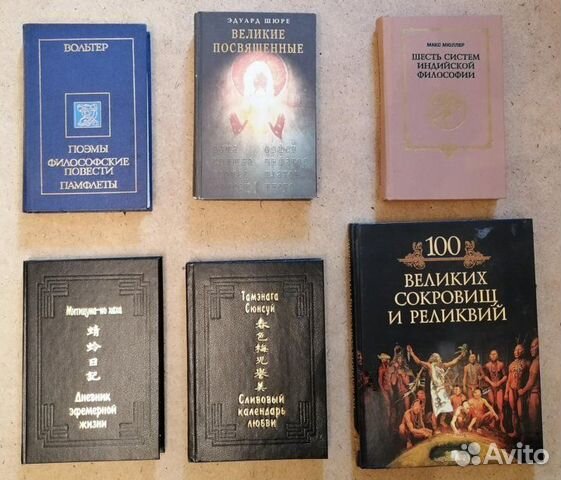 ВОЛЬТЕР
ПОЭМЫ
ФИЛОСОФСКИЕ
ПОВЕСТИ
ПАМФЛЕТЫ
ЭДУАРД ШЮРЕ
ВЕЛИКИЕ
ПОСВЯЩЕННЫЕ
МАКС МЮЛЛЕР
ШЕСТЬ СИСТЕМ
ИНДИЙСКОЙ
ФИЛОСОФИИ
Митицуна-но хаха
蜻蛉日記
Дневник
эфемерной
жизни
Тамэнага
Сюнсуй
春色梅児誉美
Сливовый
календарь
любви
100
ВЕЛИКИХ
СОКРОВИЩ
И РЕЛИКВИЙ
Avito